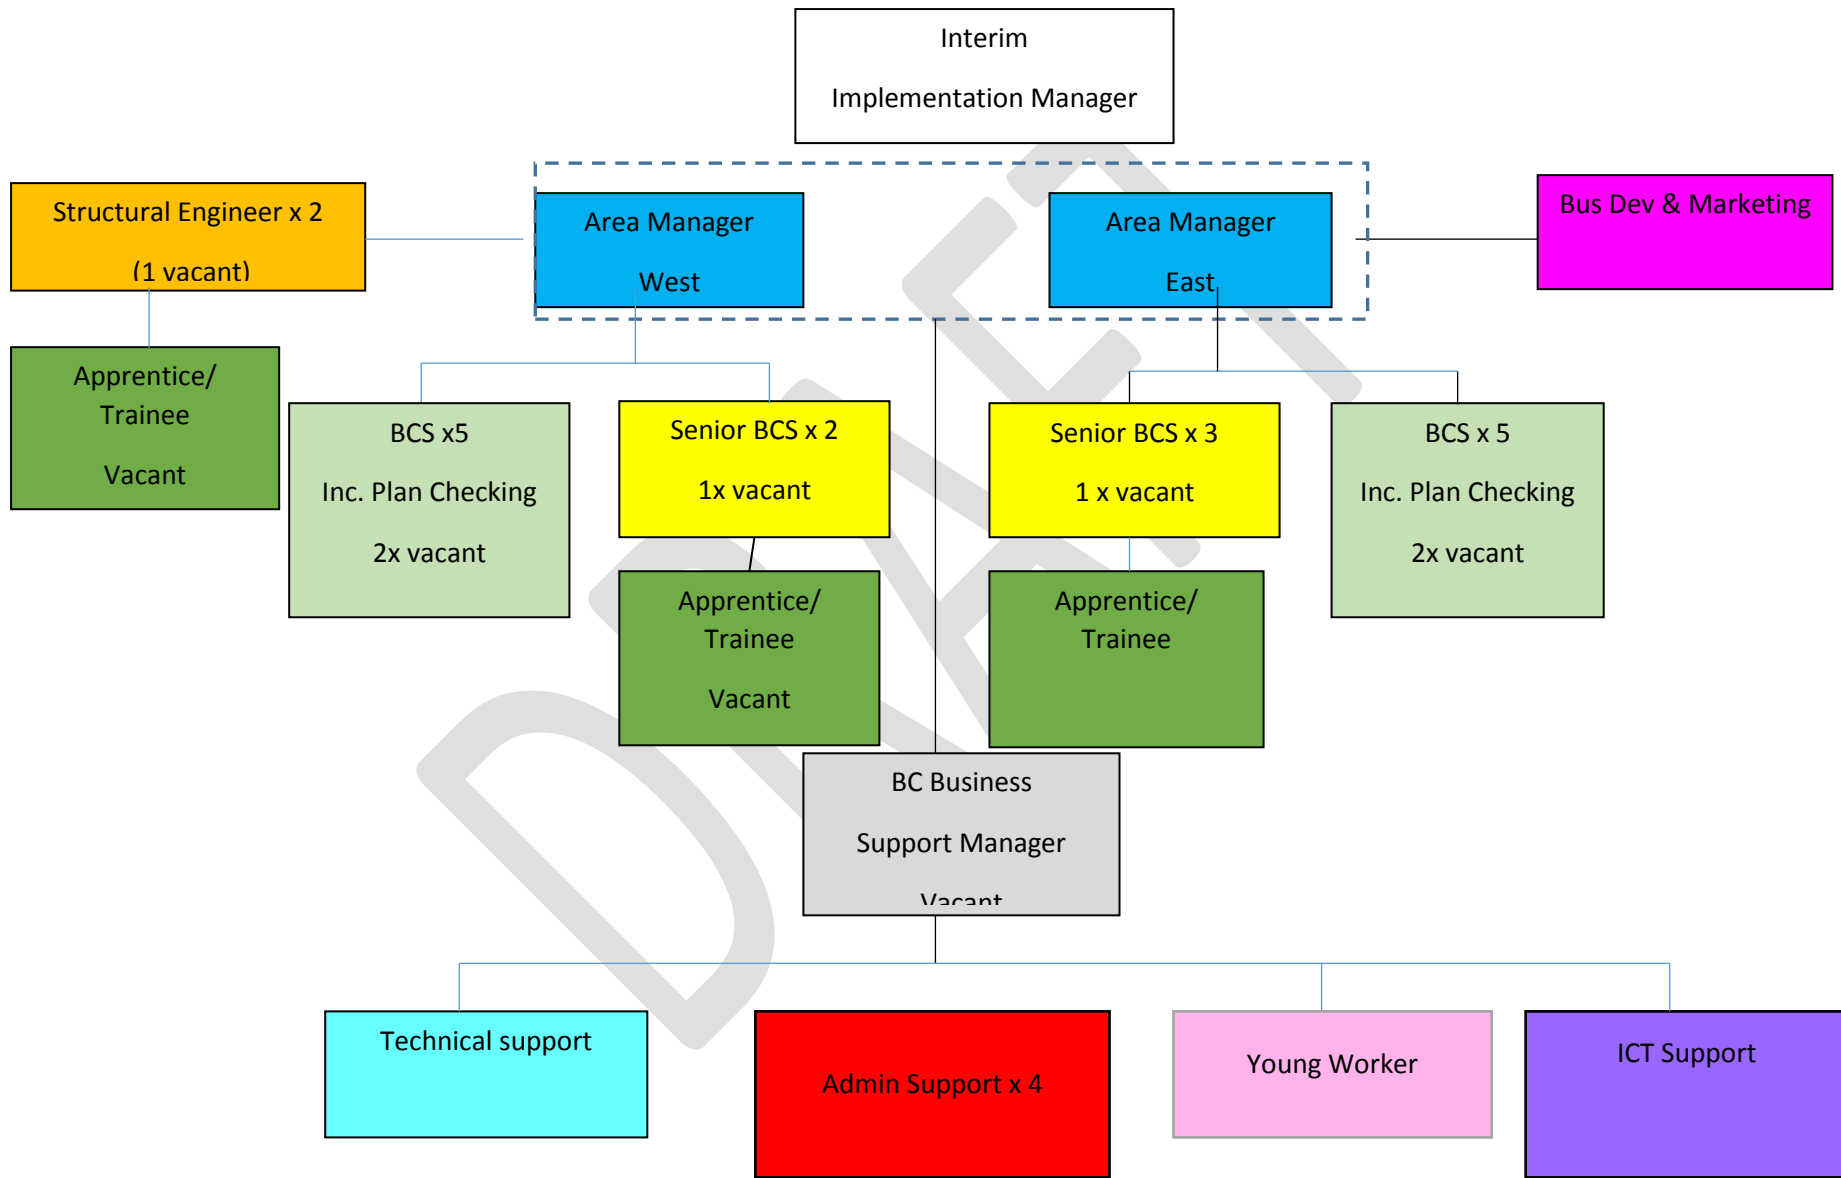 Interim
Implementation Manager
Structural Engineer x 2
(1 vacant)
Area Manager
West
Area Manager
East
Bus Dev & Marketing
Apprentice/
Trainee
Vacant
BCS x5
Inc. Plan Checking
2x vacant
Senior BCS x 2
1x vacant
Senior BCS x 3
1 x vacant
BCS x 5
Inc. Plan Checking
2x vacant
Apprentice/
Trainee
Vacant
Apprentice/
Trainee
BC Business
Support Manager
Vacant
Technical support
Admin Support x 4
Young Worker
ICT Support
DRAFT